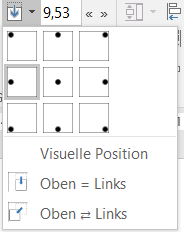 9,53 « »
Visuelle Position
Oben = Links
Oben ⇄ Links